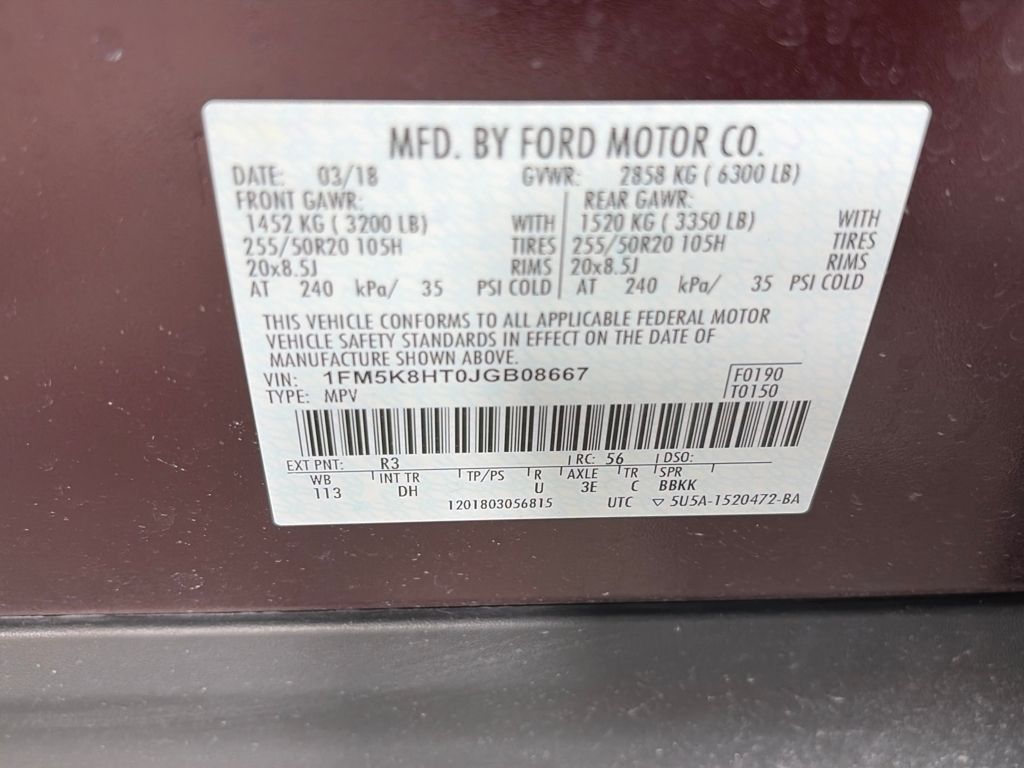 MFD. BY FORD MOTOR CO.
DATE: 03/18 GVWR: 2858 KG ( 6300 LB)
FRONT GAWR: REAR GAWR:
1452 KG ( 3200 LB) WITH 1520 KG ( 3350 LB) WITH
255/50R20 105H TIRES 255/50R20 105H TIRES
20x8.5J RIMS 20x8.5J RIMS
AT 240 kPa/ 35 PSI COLD AT 240 kPa/ 35 PSI COLD
THIS VEHICLE CONFORMS TO ALL APPLICABLE FEDERAL MOTOR
VEHICLE SAFETY STANDARDS IN EFFECT ON THE DATE OF
MANUFACTURE SHOWN ABOVE.
VIN: 1FM5K8HT0JGB08667 F0190
TYPE: MPV T0150
EXT PNT: R3 RC: 56 DSO:
WB INT TR TP/PS R AXLE TR SPR
113 DH U 3E C BBKK
1201803056815 UTC ▽ 5U5A-1520472-BA